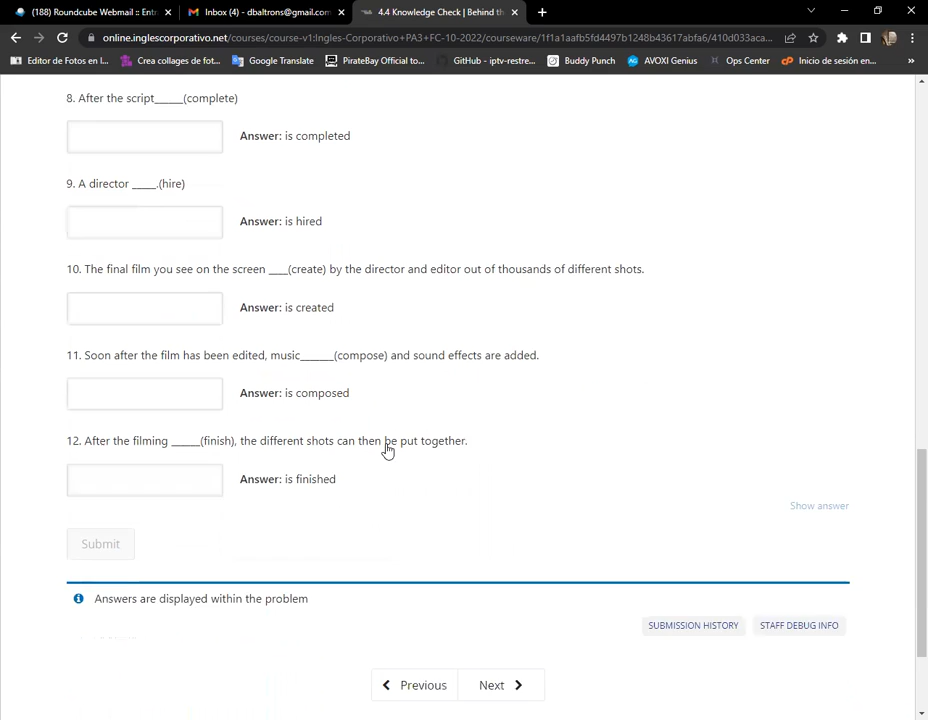 (188) Roundcube Webmail :: Entr
Inbox (4) - dbaltrons@gmail.com
4.4 Knowledge Check | Behind th
online.inglescorporativo.net/courses/course-v1:Ingles-Corporativo+PA3+FC-10-2022/courseware/1f1a1aafb5fd4497b1248b43617abfa6/410d033aca...
Editor de Fotos en l...
Crea collages de fot...
Google Translate
PirateBay Official to...
GitHub - iptv-restre...
Buddy Punch
AVOXI Genius
Ops Center
Inicio de sesión en...
8. After the script_____(complete)
Answer: is completed
9. A director ____.(hire)
Answer: is hired
10. The final film you see on the screen ___(create) by the director and editor out of thousands of different shots.
Answer: is created
11. Soon after the film has been edited, music______(compose) and sound effects are added.
Answer: is composed
12. After the filming _____(finish), the different shots can then be put together.
Answer: is finished
Show answer
Submit
Answers are displayed within the problem
SUBMISSION HISTORY
STAFF DEBUG INFO
Previous
Next